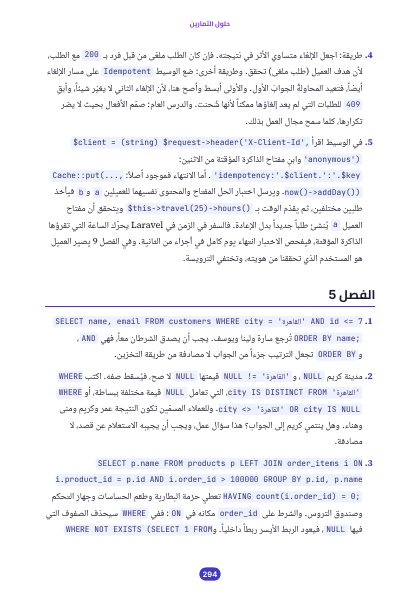 حلول التمارين
4. طريقة: اجعل الإلغاء متساوي الأثر في نتيجته. فإن كان الطلب ملغى من قبل فرد بـ 200 مع الطلب،
لأن هدف العميل (طلب ملغى) تحقق. وطريقة أخرى: ضع الوسيط Idempotent على مسار الإلغاء
أيضاً، فتعيد المحاولةُ الجوابَ الأول. والأولى أبسط وأصح هنا، لأن الإلغاء الثاني لا يغيّر شيئاً، وأبقِ
409 للطلبات التي لم يعد إلغاؤها ممكناً لأنها شُحنت. والدرس العام: صمّم الأفعال بحيث لا يضر
تكرارها، كلما سمح مجال العمل بذلك.
5. في الوسيط اقرأ $client = (string) $request->header('X-Client-Id',
'anonymous') وابنِ مفتاح الذاكرة المؤقتة من الاثنين:
'idempotency:'.$client.':'.$key . أما الانتهاء فموجود أصلاً: Cache::put(...,
now()->addDay()). ويرسل اختبار الحل المفتاح والمحتوى نفسيهما للعميلين a و b فيأخذ
طلبين مختلفين، ثم يقدّم الوقت بـ $this->travel(25)->hours() ويتحقق أن مفتاح
العميل a يُنشئ طلباً جديداً بدل الإعادة. فالسفر في الزمن في Laravel يحرّك الساعة التي تقرؤها
الذاكرة المؤقتة، فيفحص الاختبار انتهاء يوم كامل في أجزاء من الثانية. وفي الفصل 9 يصير العميل
هو المستخدم الذي تحققنا من هويته، وتختفي الترويسة.
الفصل 5
1. SELECT name, email FROM customers WHERE city = 'القاهرة' AND id <= 7
ORDER BY name; تُرجع سارة ولينا ويوسف. يجب أن يصدق الشرطان معاً، فهي AND ،
و ORDER BY تجعل الترتيب جزءاً من الجواب لا مصادفة من طريقة التخزين.
2. مدينة كريم NULL ، و NULL != 'القاهرة' قيمتها NULL لا صح، فيُسقط صفه. اكتب WHERE
city IS DISTINCT FROM 'القاهرة'، التي تعامل NULL قيمة مختلفة ببساطة، أو WHERE
city <> 'القاهرة' OR city IS NULL. وللعملاء المسمّين تكون النتيجة عمر وكريم ومنى
وهناء. وهل ينتمي كريم إلى الجواب؟ هذا سؤال عمل، ويجب أن يجيبه الاستعلام عن قصد، لا
مصادفة.
3. SELECT p.name FROM products p LEFT JOIN order_items i ON
i.product_id = p.id AND i.order_id > 100000 GROUP BY p.id, p.name
HAVING count(i.order_id) = 0; تعطي حزمة البطارية وطقم الحساسات وجهاز التحكم
وصندوق التروس. والشرط على order_id مكانه في ON : ففي WHERE سيحذف الصفوف التي
فيها NULL ، فيعود الربط الأيسر ربطاً داخلياً. و WHERE NOT EXISTS (SELECT 1 FROM
294